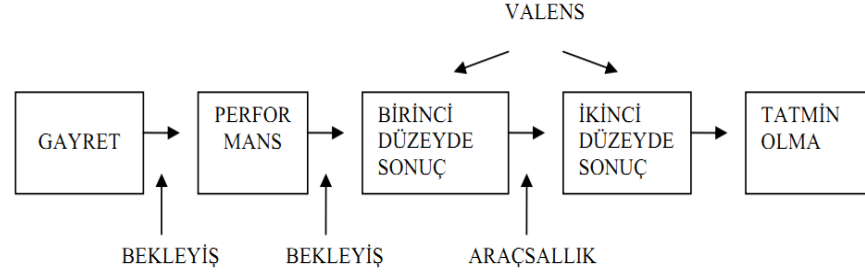 VALENS
GAYRET
PERFOR
MANS
BİRİNCİ
DÜZEYDE
SONUÇ
İKİNCİ
DÜZEYDE
SONUÇ
TATMİN
OLMA
BEKLEYİŞ
BEKLEYİŞ
ARAÇSALLIK